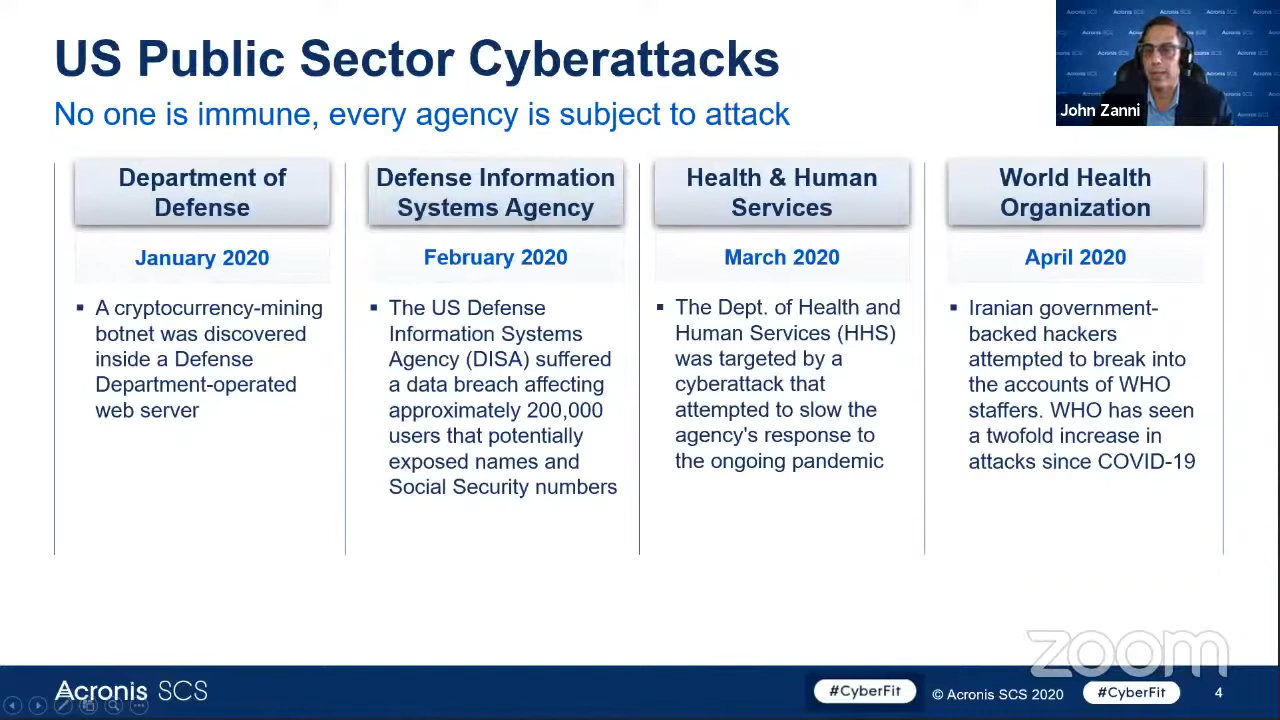 US Public Sector Cyberattacks
No one is immune, every agency is subject to attack
John Zanni
Department of
Defense
January 2020
▪ A cryptocurrency-mining
botnet was discovered
inside a Defense
Department-operated
web server
Defense Information
Systems Agency
February 2020
▪ The US Defense
Information Systems
Agency (DISA) suffered
a data breach affecting
approximately 200,000
users that potentially
exposed names and
Social Security numbers
Health & Human
Services
March 2020
▪ The Dept. of Health and
Human Services (HHS)
was targeted by a
cyberattack that
attempted to slow the
agency's response to
the ongoing pandemic
World Health
Organization
April 2020
▪ Iranian government-
backed hackers
attempted to break into
the accounts of WHO
staffers. WHO has seen
a twofold increase in
attacks since COVID-19
zoom
Acronis SCS
#CyberFit
© Acronis SCS 2020
#CyberFit
4